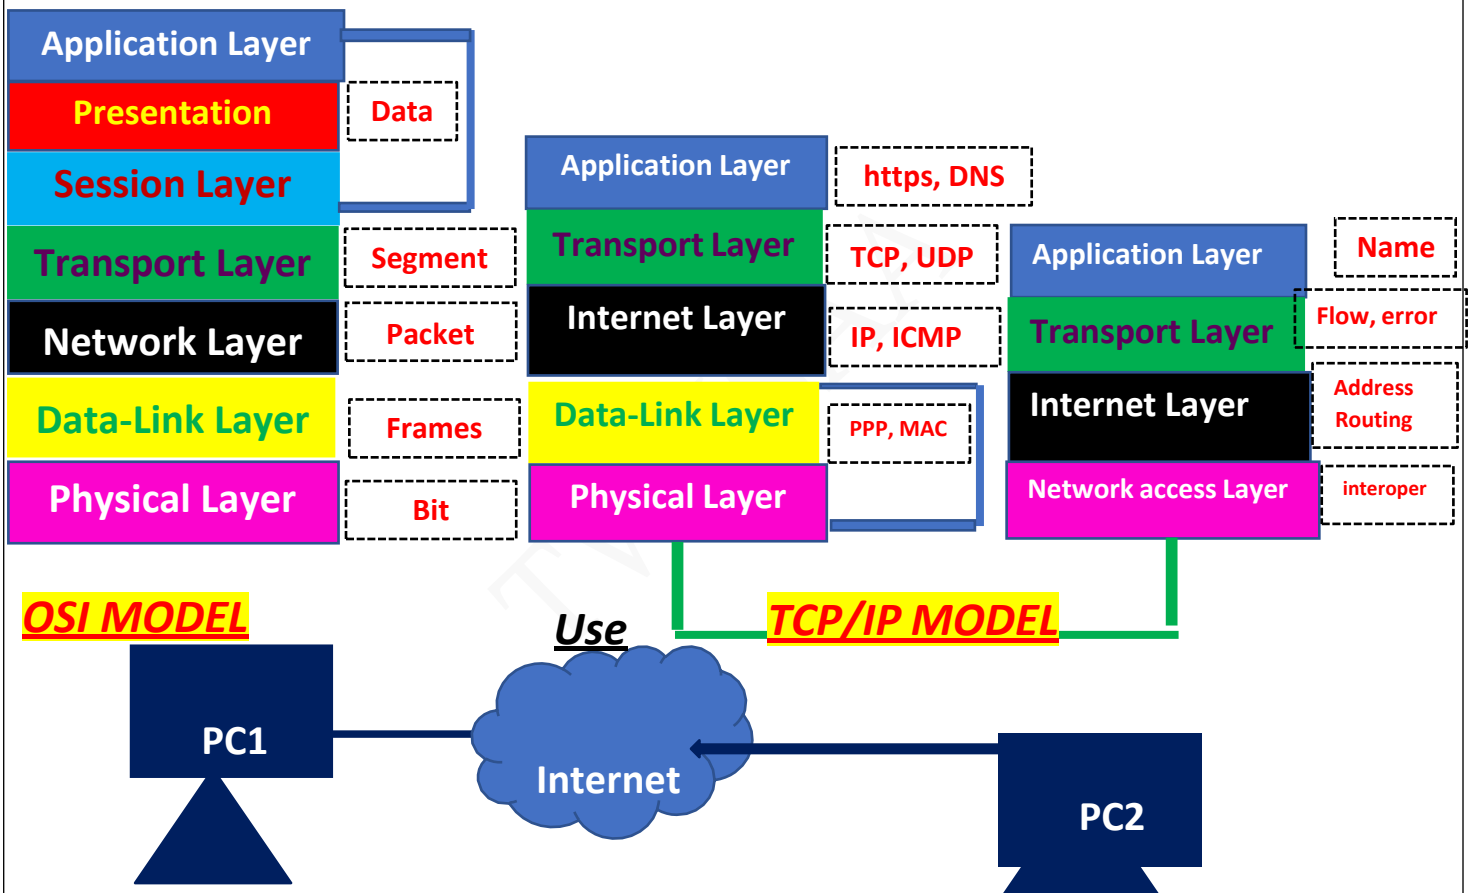 Application Layer
Presentation
Data
Session Layer
Transport Layer
Segment
Network Layer
Packet
Data-Link Layer
Frames
Physical Layer
Bit
Application Layer
https, DNS
Transport Layer
TCP, UDP
Internet Layer
IP, ICMP
Data-Link Layer
PPP, MAC
Physical Layer
Application Layer
Name
Transport Layer
Flow, error
Internet Layer
Address
Routing
Network access Layer
interoper
OSI MODEL
Use
TCP/IP MODEL
PC1
Internet
PC2